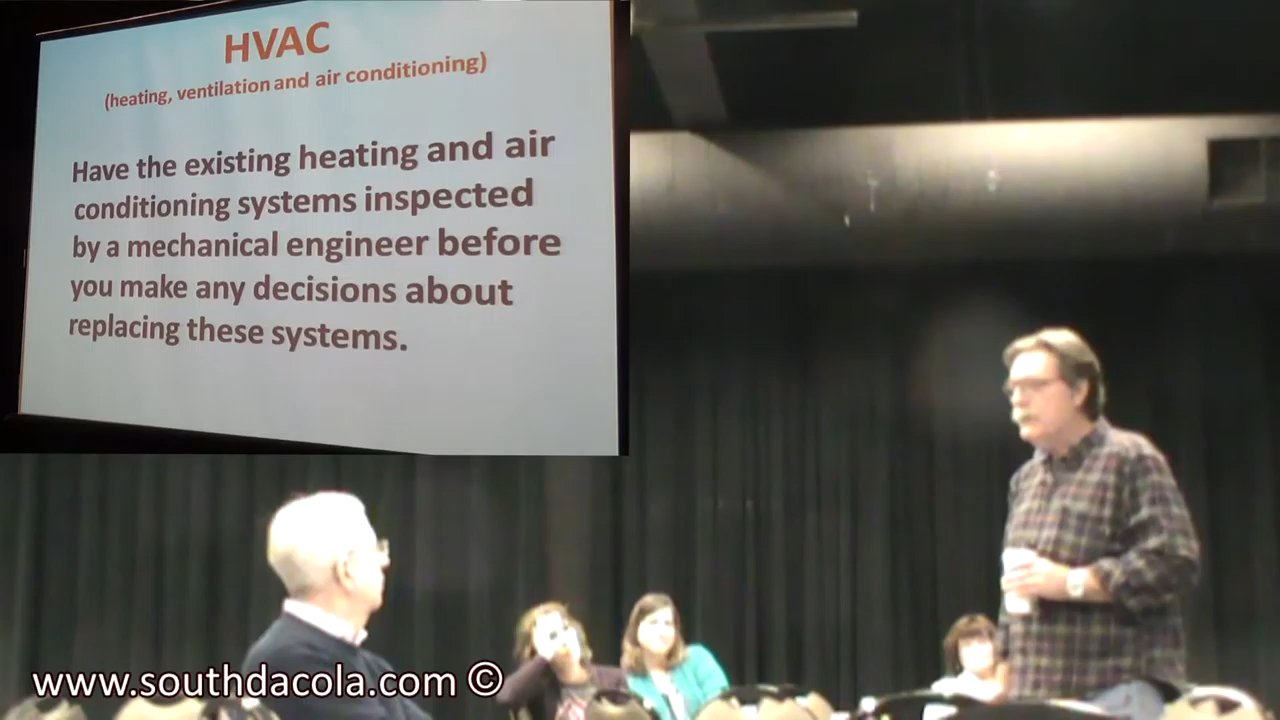 HVAC
(heating, ventilation and air conditioning)
Have the existing heating and air
conditioning systems inspected
by a mechanical engineer before
you make any decisions about
replacing these systems.
www.southdacola.com ©